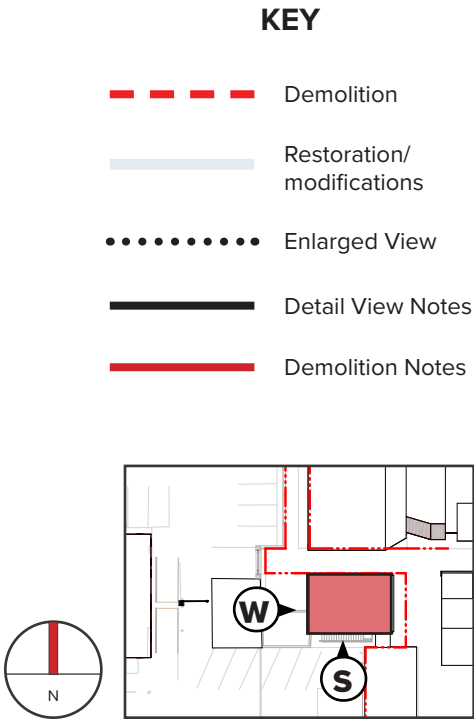 KEY
Demolition
Restoration/
modifications
Enlarged View
Detail View Notes
Demolition Notes
W
S
N